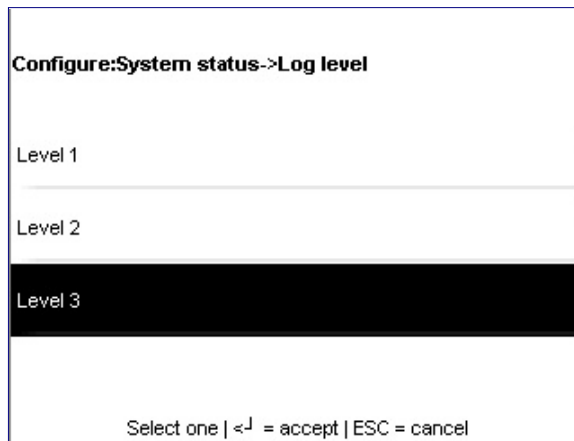 Configure:System status->Log level
Level 1
Level 2
Level 3
Select one | <┘ = accept | ESC = cancel